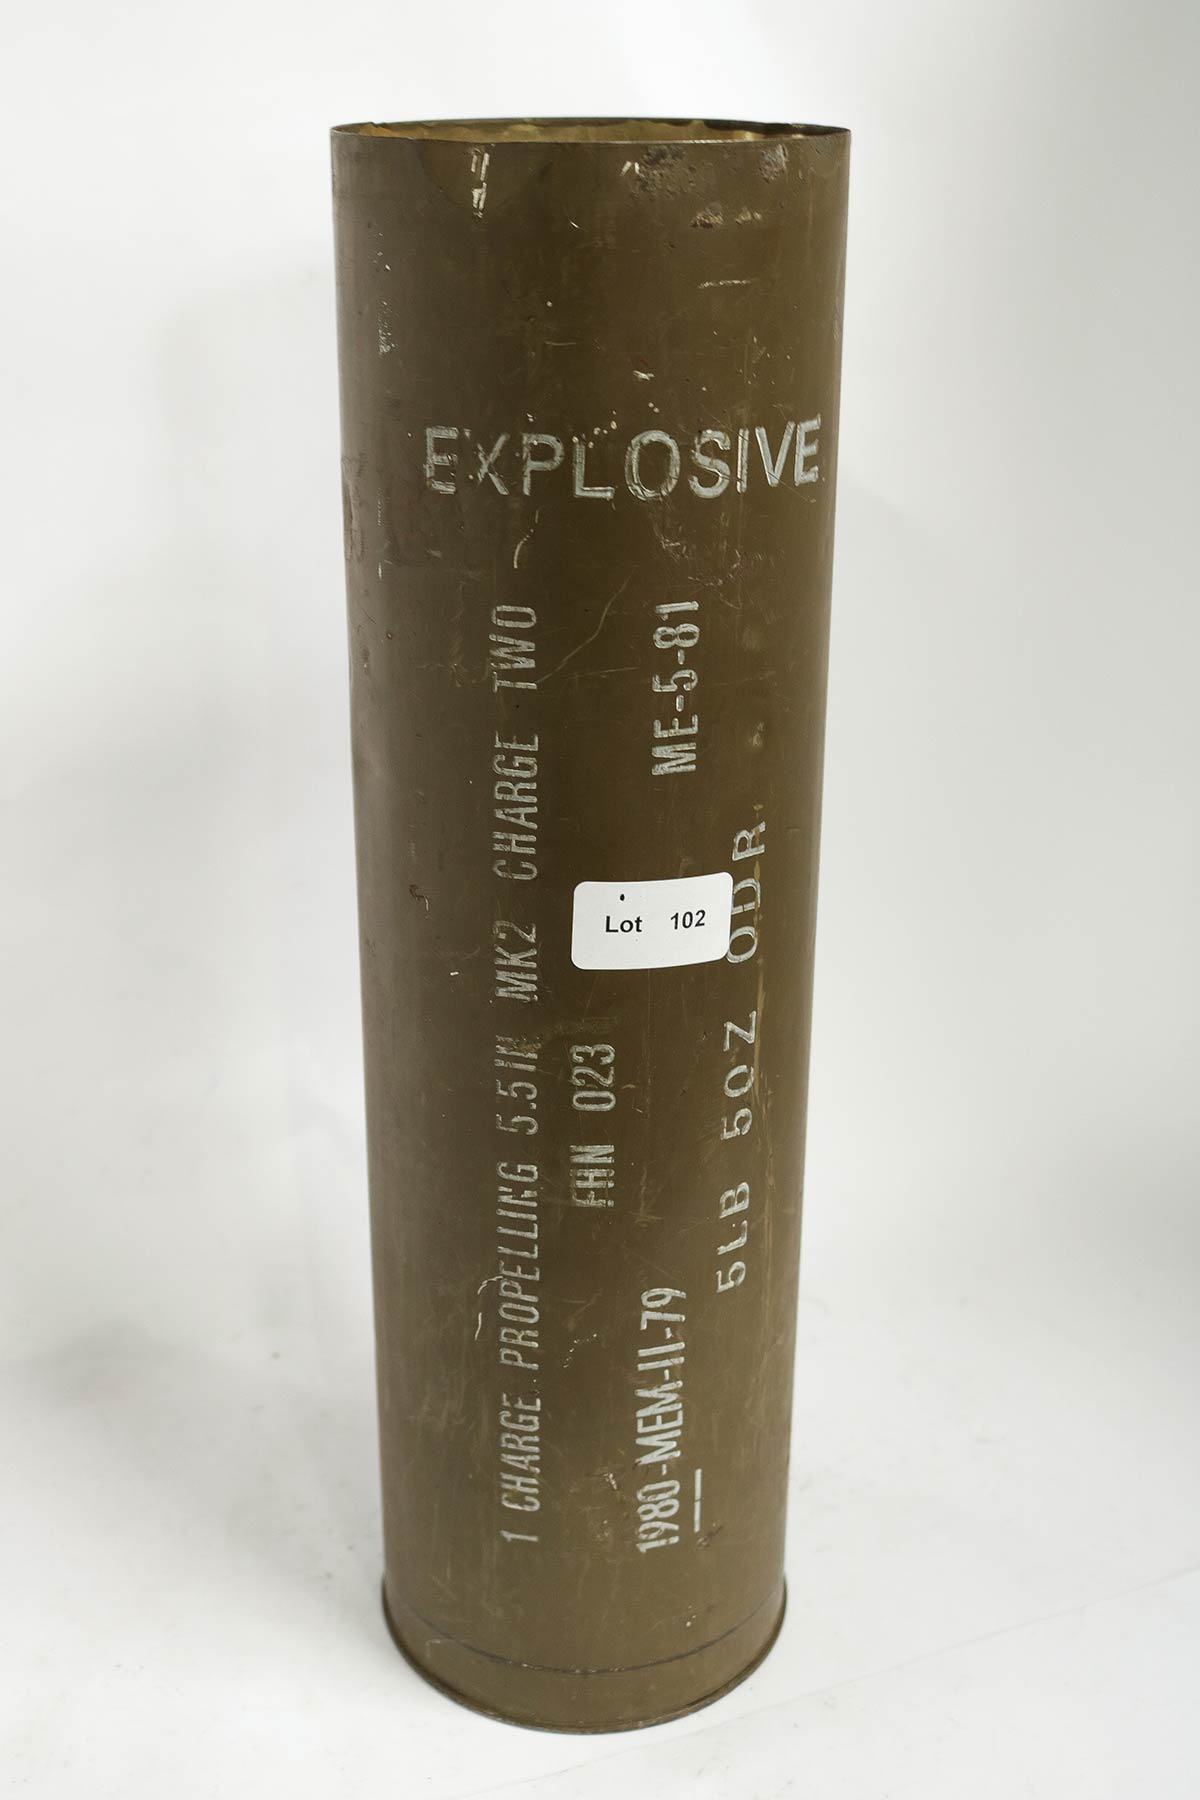 EXPLOSIVE
1 CHARGE PROPELLING 5.5IN MK2 CHARGE TWO
FHN 023
1980-MEM-11-79
ME-5-81
5LB 5OZ ODR
Lot 102